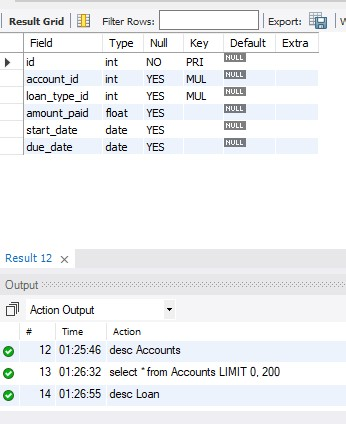 Result Grid Filter Rows: Export:
Field Type Null Key Default Extra
id int NO PRI NULL
account_id int YES MUL NULL
loan_type_id int YES MUL NULL
amount_paid float YES NULL
start_date date YES NULL
due_date date YES NULL
Result 12 ×
Output
Action Output
# Time Action
12 01:25:46 desc Accounts
13 01:26:32 select * from Accounts LIMIT 0, 200
14 01:26:55 desc Loan